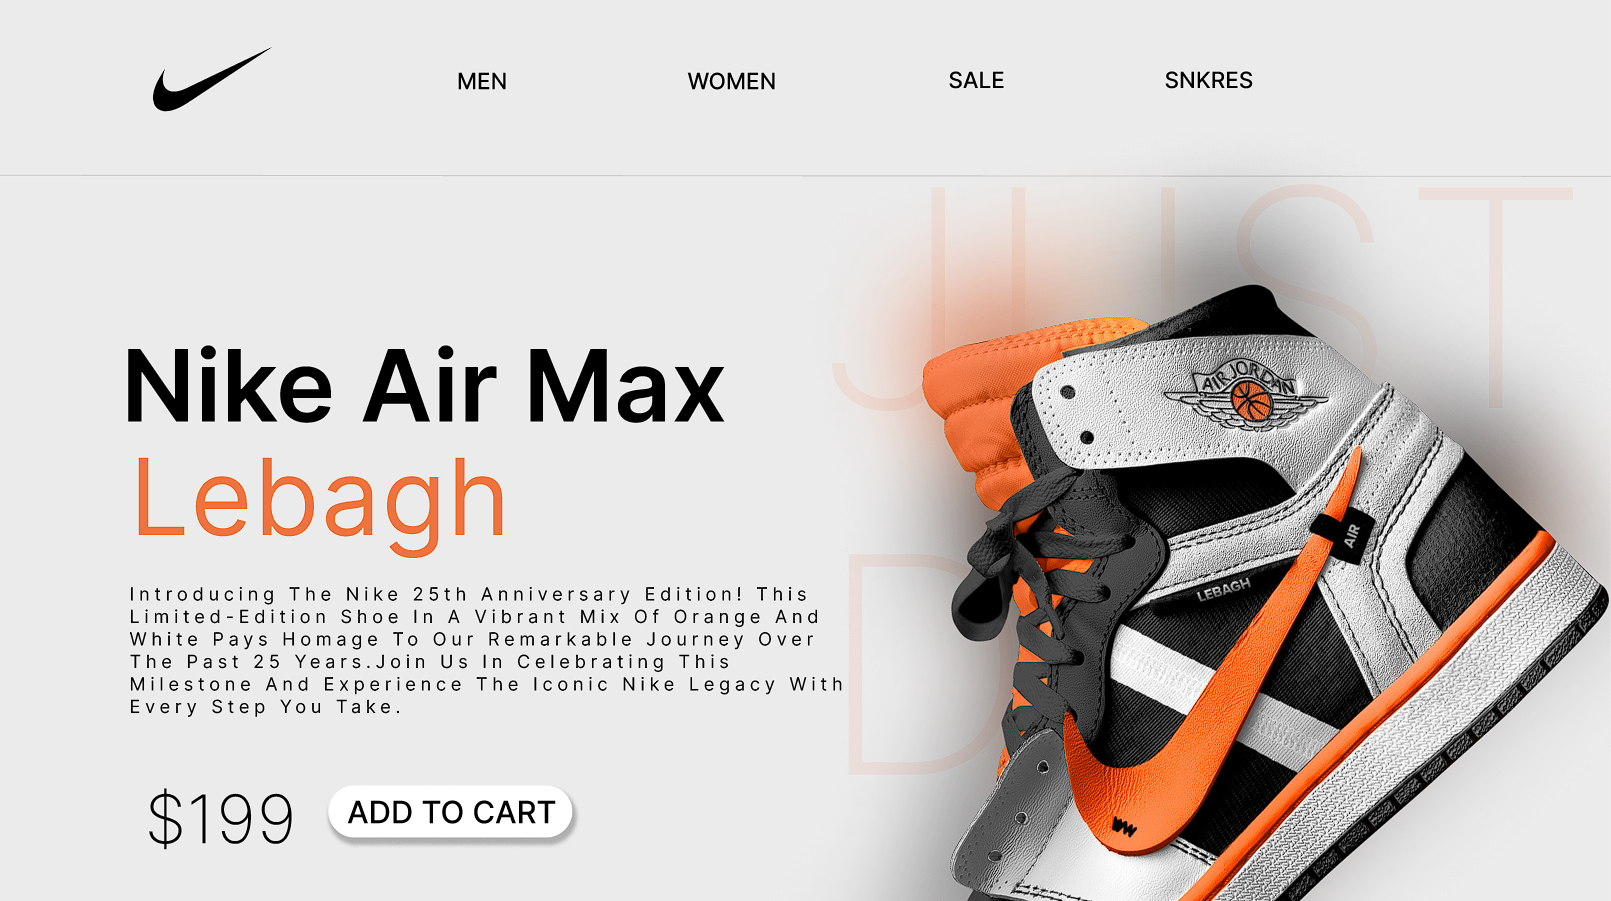 MEN WOMEN SALE SNKRES
JUST
Nike Air Max
Lebagh
Introducing The Nike 25th Anniversary Edition! This
Limited-Edition Shoe In A Vibrant Mix Of Orange And
White Pays Homage To Our Remarkable Journey Over
The Past 25 Years.Join Us In Celebrating This
Milestone And Experience The Iconic Nike Legacy With
Every Step You Take.
$199 ADD TO CART
D
AIR JORDAN
AIR
LEBAGH